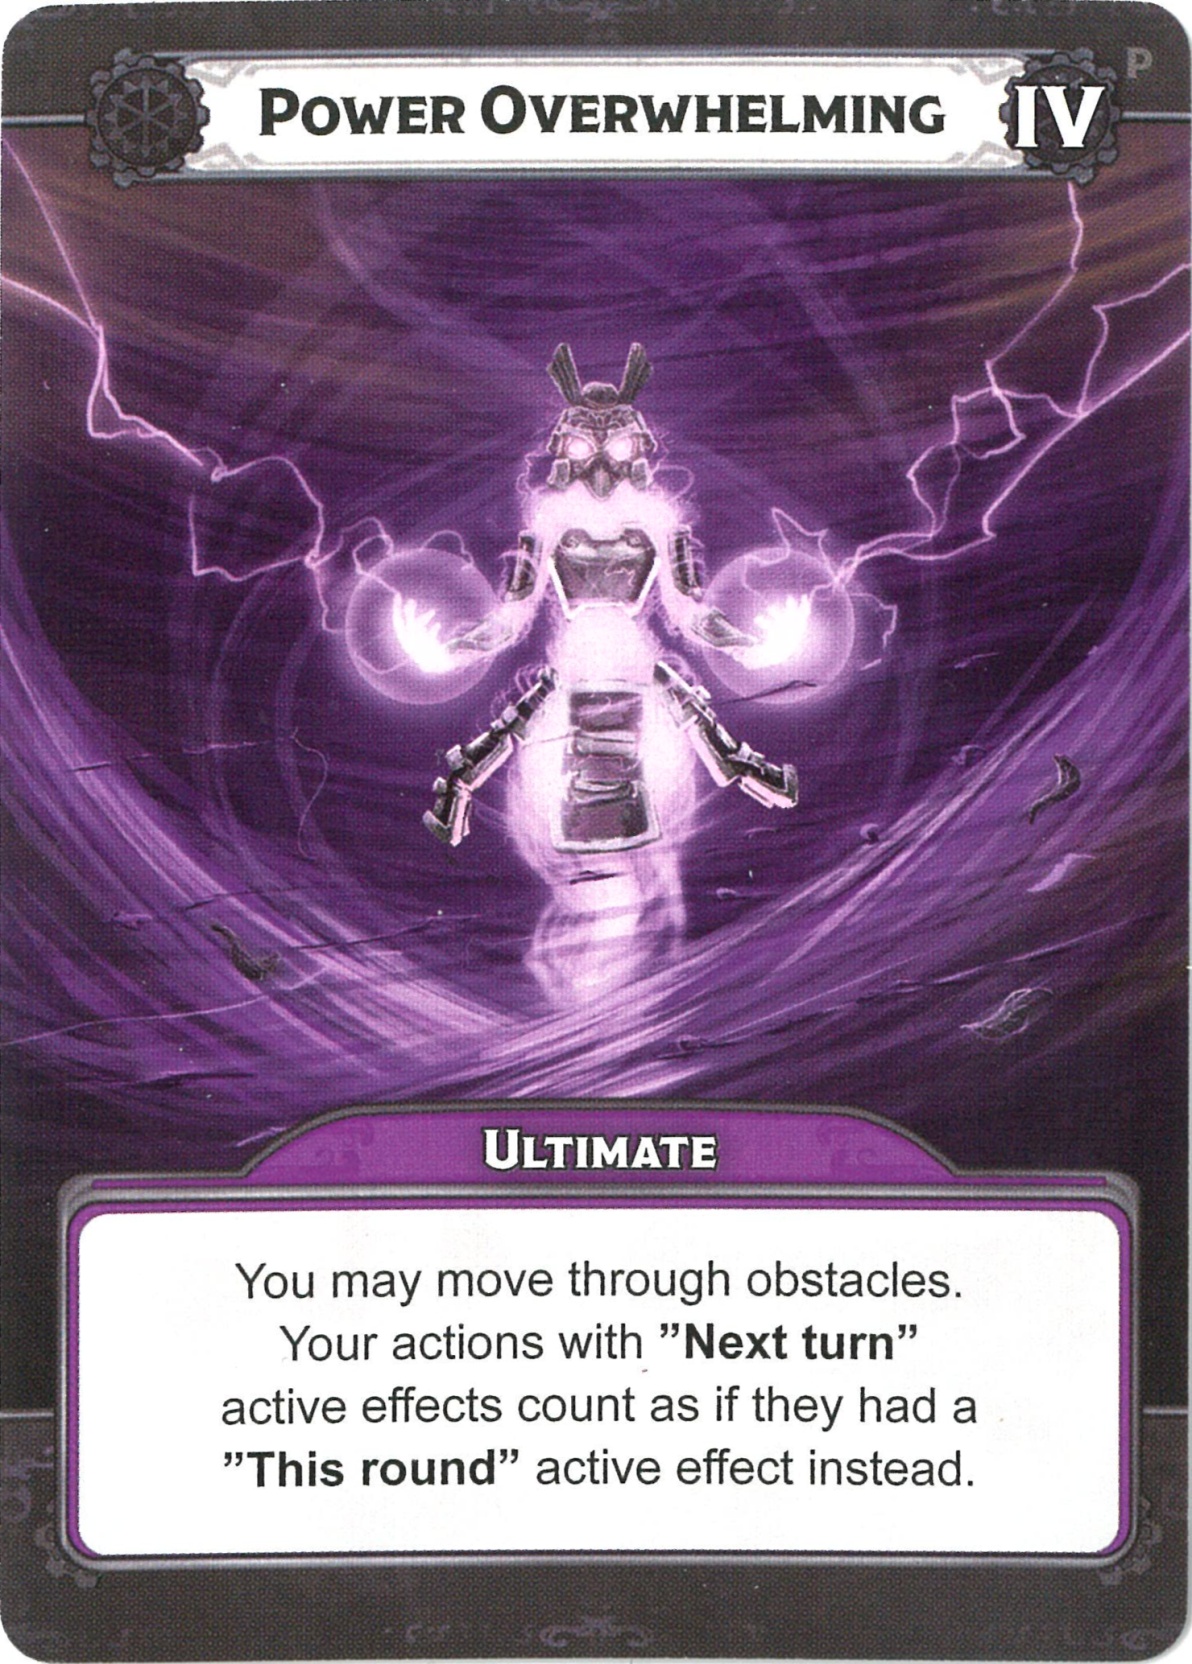 Power Overwhelming
IV
P
Ultimate
You may move through obstacles.
Your actions with ”Next turn”
active effects count as if they had a
”This round” active effect instead.